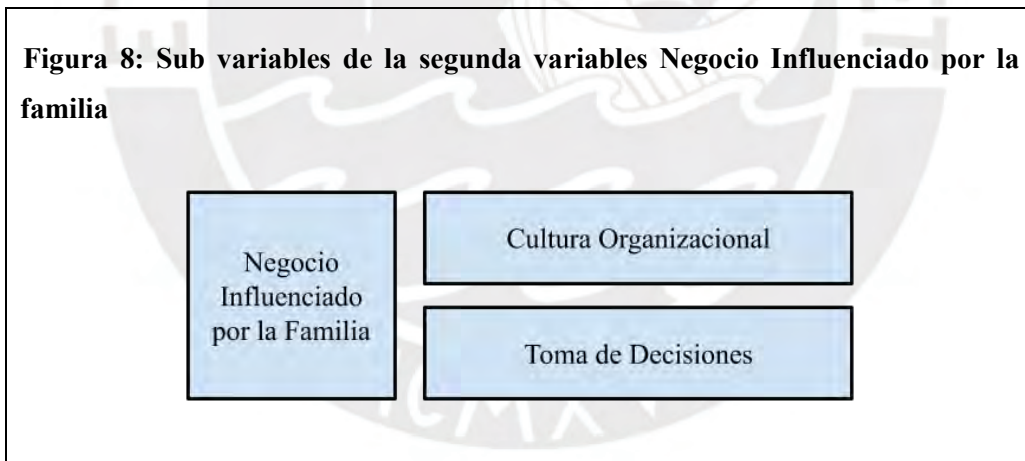 Figura 8: Sub variables de la segunda variables Negocio Influenciado por la
familia
Negocio
Influenciado
por la Familia
Cultura Organizacional
Toma de Decisiones